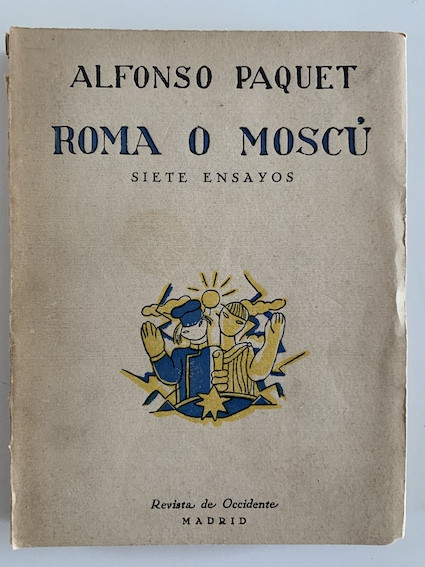 ALFONSO PAQUET
ROMA O MOSCÚ
SIETE ENSAYOS
Revista de Occidente
MADRID